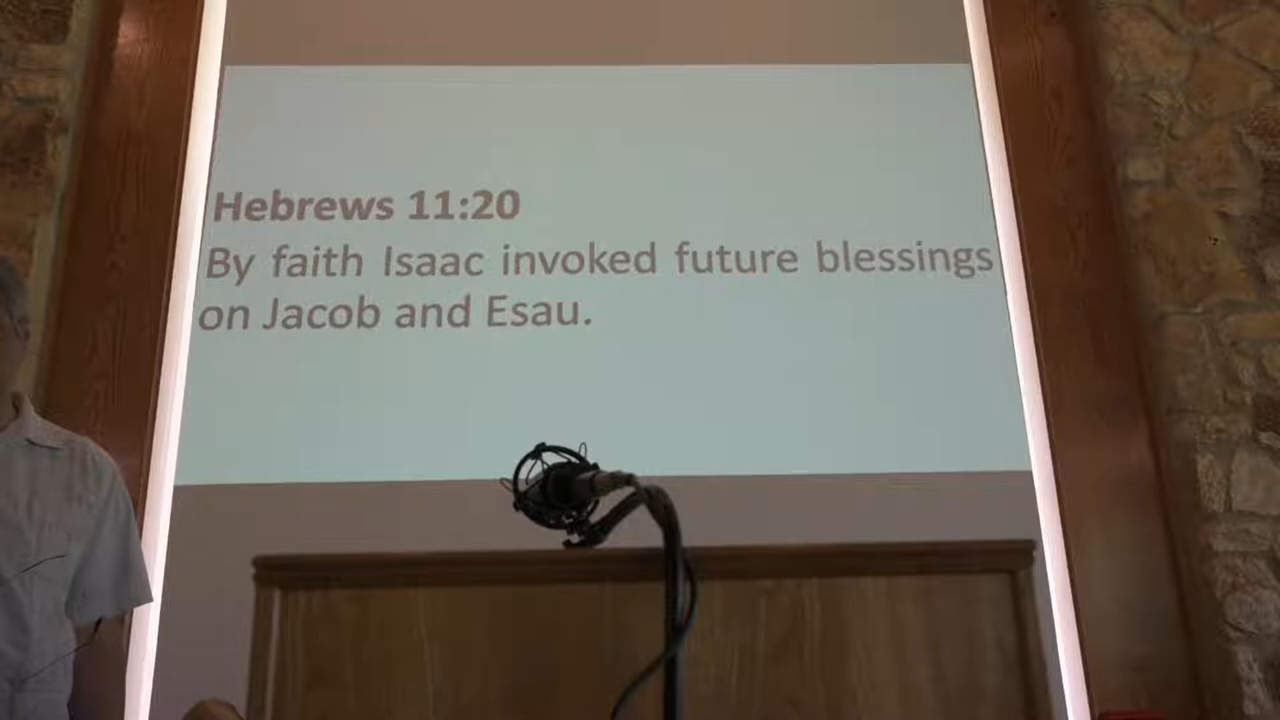 Hebrews 11:20
By faith Isaac invoked future blessings
on Jacob and Esau.